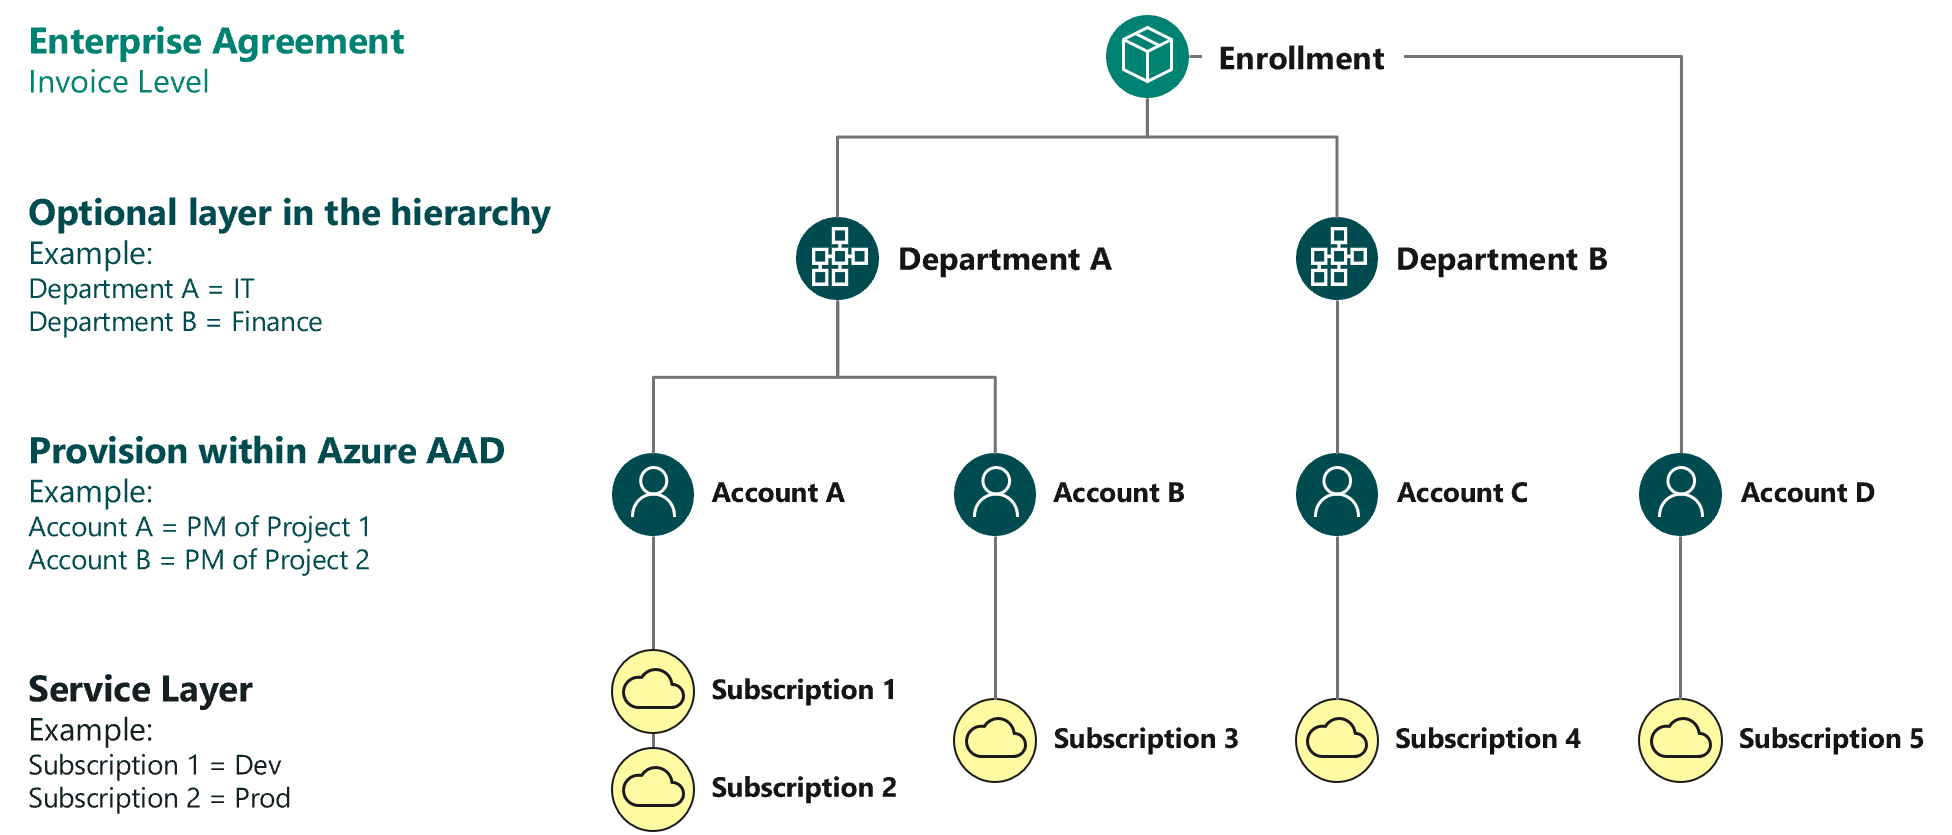 Enterprise Agreement
Invoice Level
Enrollment
Optional layer in the hierarchy
Example:
Department A = IT
Department B = Finance
Department A
Department B
Provision within Azure AAD
Example:
Account A = PM of Project 1
Account B = PM of Project 2
Account A
Account B
Account C
Account D
Service Layer
Example:
Subscription 1 = Dev
Subscription 2 = Prod
Subscription 1
Subscription 2
Subscription 3
Subscription 4
Subscription 5